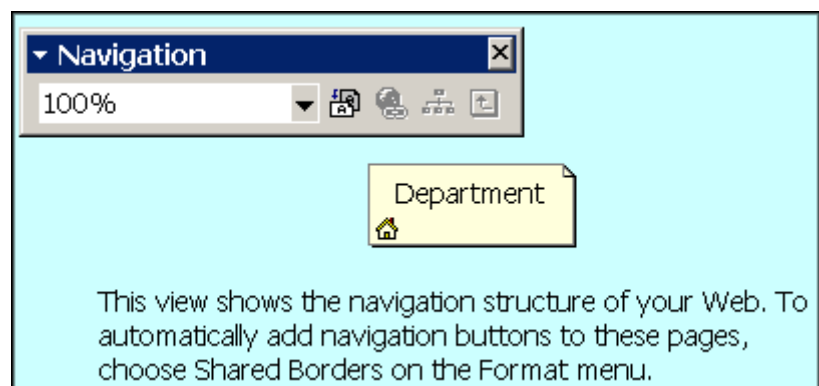 Navigation
100%
Department
This view shows the navigation structure of your Web. To
automatically add navigation buttons to these pages,
choose Shared Borders on the Format menu.